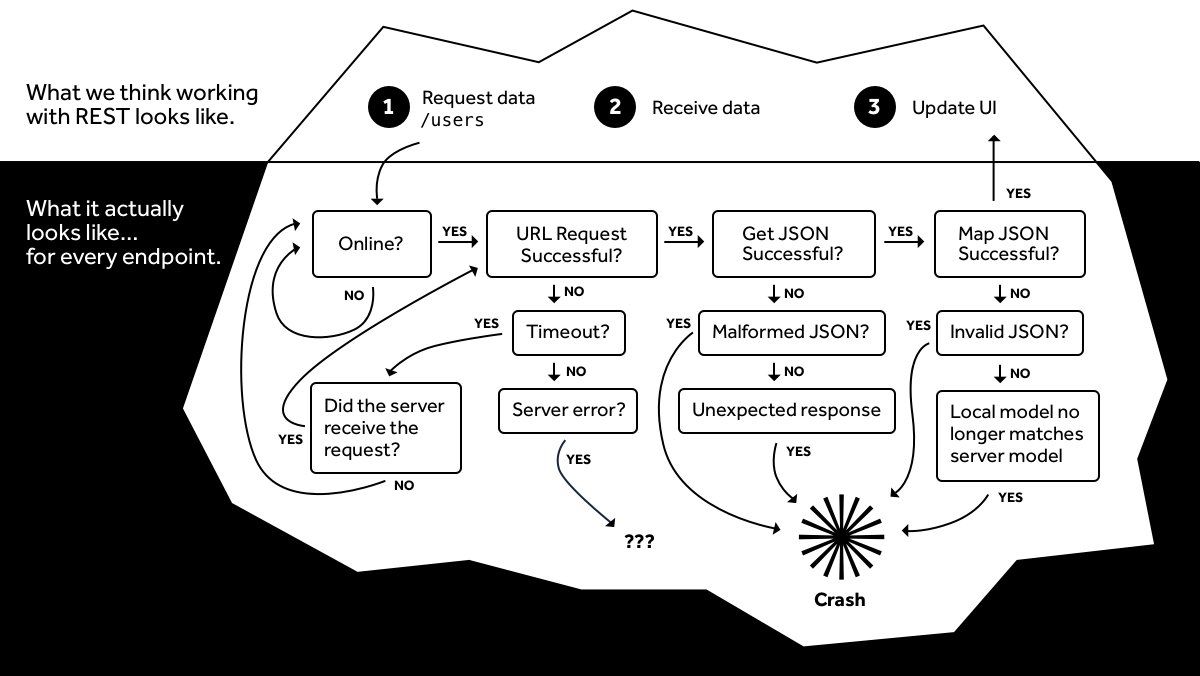 What we think working
with REST looks like.
1
Request data
/users
2
Receive data
3
Update UI
What it actually
looks like...
for every endpoint.
YES
Online?
YES
URL Request
Successful?
YES
Get JSON
Successful?
YES
Map JSON
Successful?
NO
NO
NO
NO
YES
Timeout?
YES
Malformed JSON?
YES
Invalid JSON?
NO
NO
NO
Did the server
receive the
request?
YES
NO
Server error?
YES
???
Unexpected response
YES
Local model no
longer matches
server model
YES
Crash